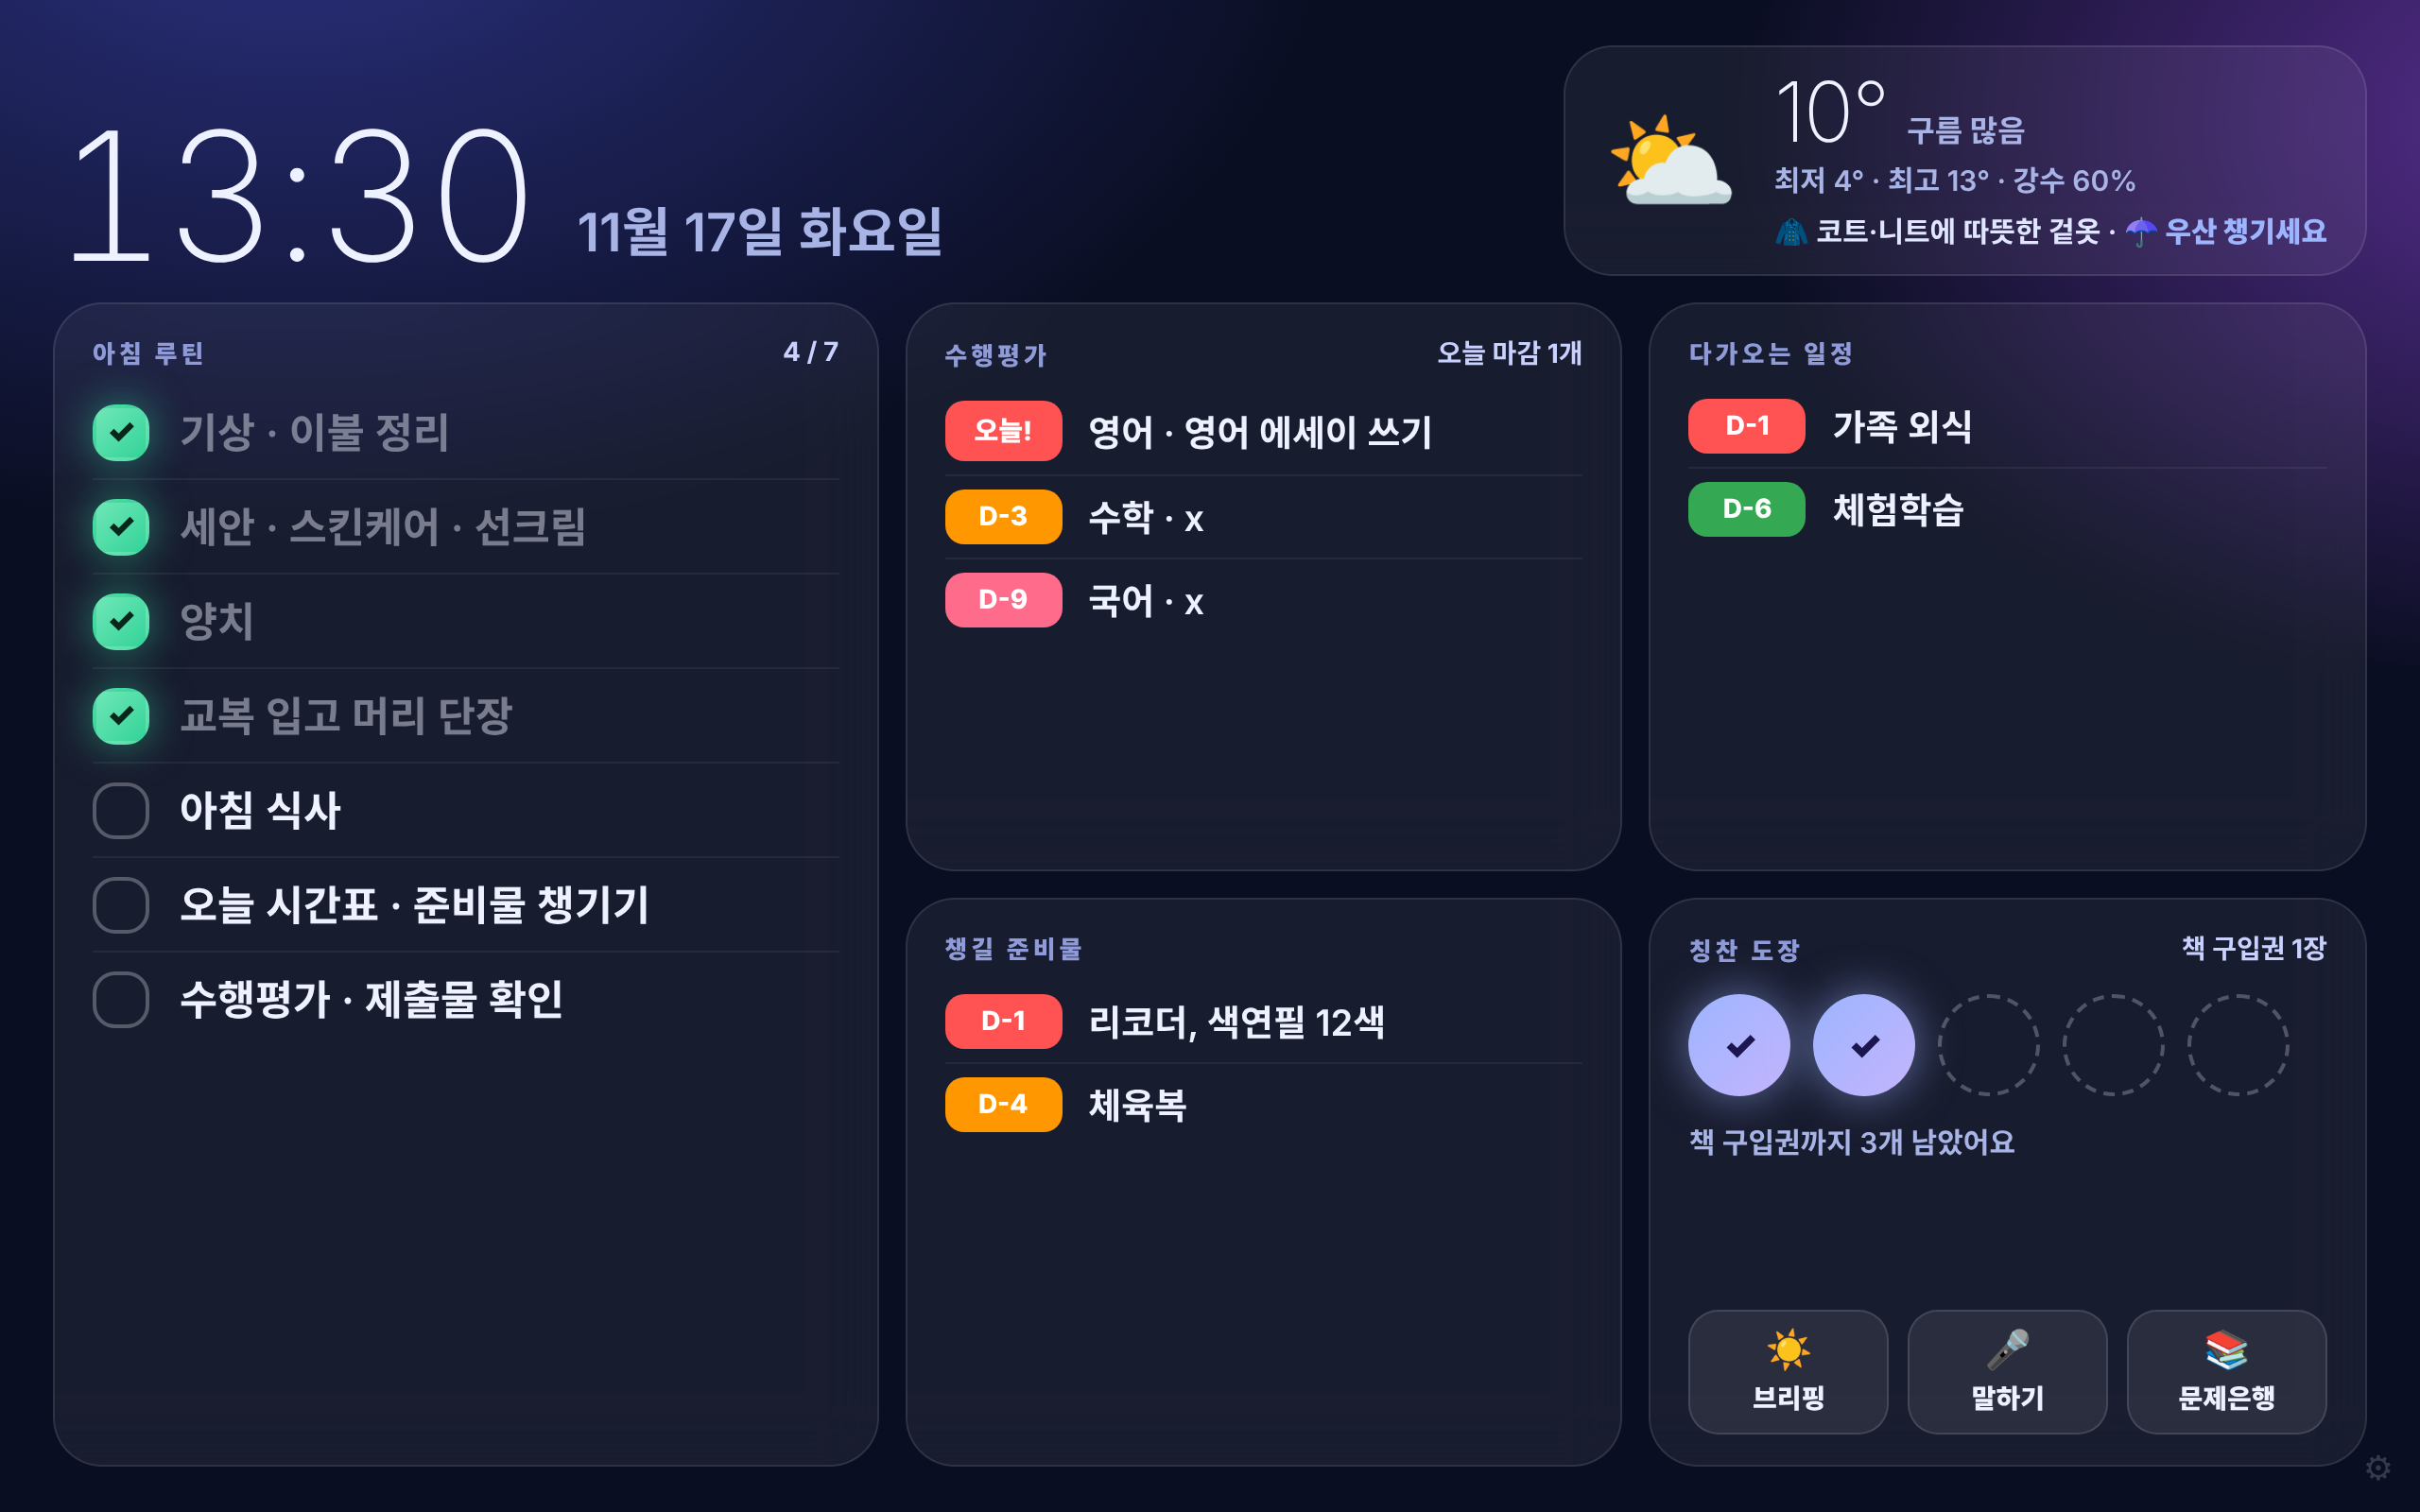 13:30 11월 17일 화요일
10° 구름 많음
최저 4° · 최고 13° · 강수 60%
코트·니트에 따뜻한 겉옷 · 우산 챙기세요
아침 루틴 4 / 7
기상 · 이불 정리
세안 · 스킨케어 · 선크림
양치
교복 입고 머리 단장
아침 식사
오늘 시간표 · 준비물 챙기기
수행평가 · 제출물 확인
수행평가 오늘 마감 1개
오늘! 영어 · 영어 에세이 쓰기
D-3 수학 · x
D-9 국어 · x
다가오는 일정
D-1 가족 외식
D-6 체험학습
챙길 준비물
D-1 리코더, 색연필 12색
D-4 체육복
칭찬 도장 책 구입권 1장
책 구입권까지 3개 남았어요
브리핑 말하기 문제은행